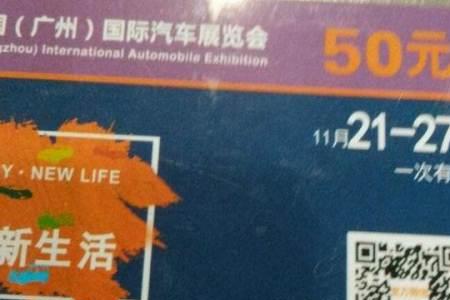 国（广州）国际汽车展览会
gzhou) International Automobile Exhibition
50元
11月21-27
一次有
Y·NEW LIFE
新生活